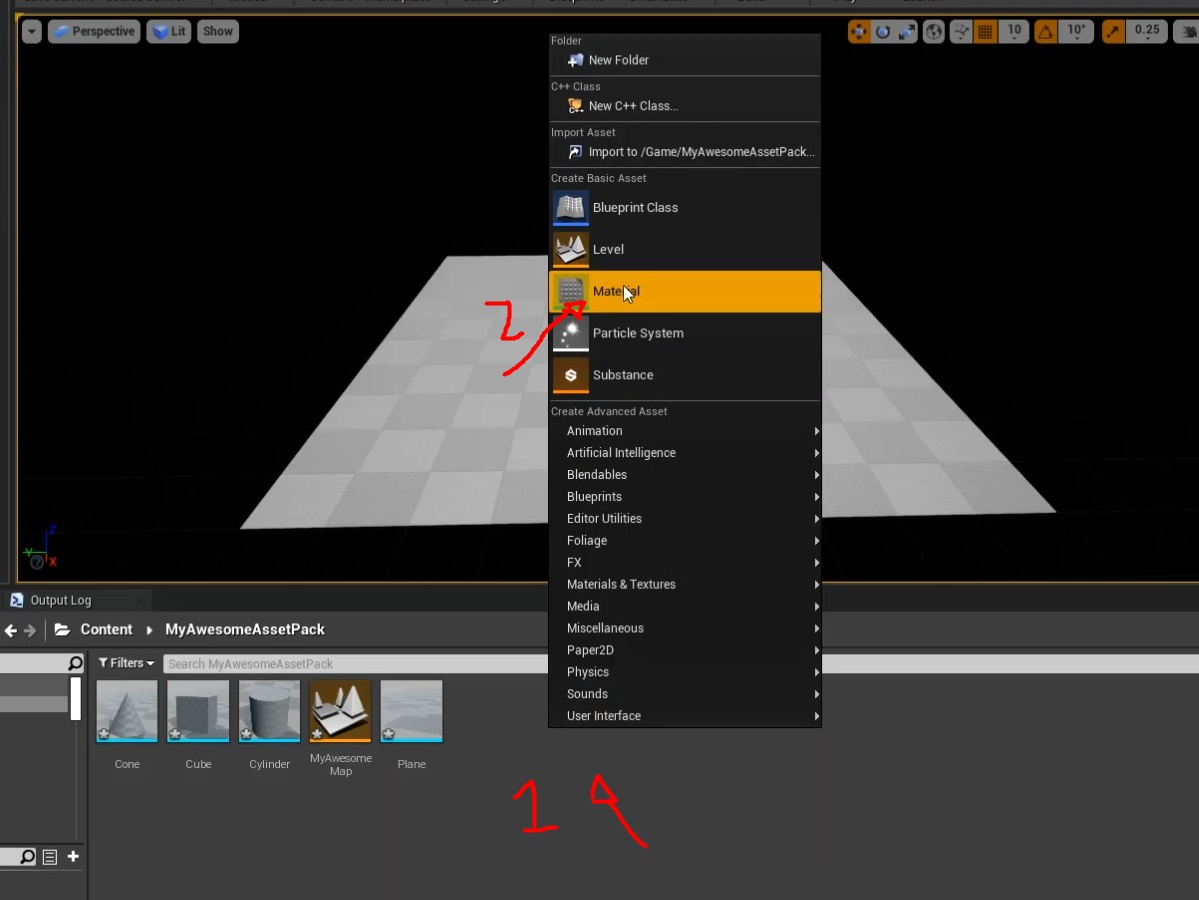 Perspective Lit Show 10 10° 0.25
Folder
New Folder
C++ Class
New C++ Class...
Import Asset
Import to /Game/MyAwesomeAssetPack...
Create Basic Asset
Blueprint Class
Level
Material
2
Particle System
Substance
Create Advanced Asset
Animation
Artificial Intelligence
Blendables
Blueprints
Editor Utilities
Foliage
FX
Materials & Textures
Media
Miscellaneous
Paper2D
Physics
Sounds
User Interface
Z
Y
X
Output Log
Content MyAwesomeAssetPack
Filters Search MyAwesomeAssetPack
Cone Cube Cylinder MyAwesome Plane
Map
1